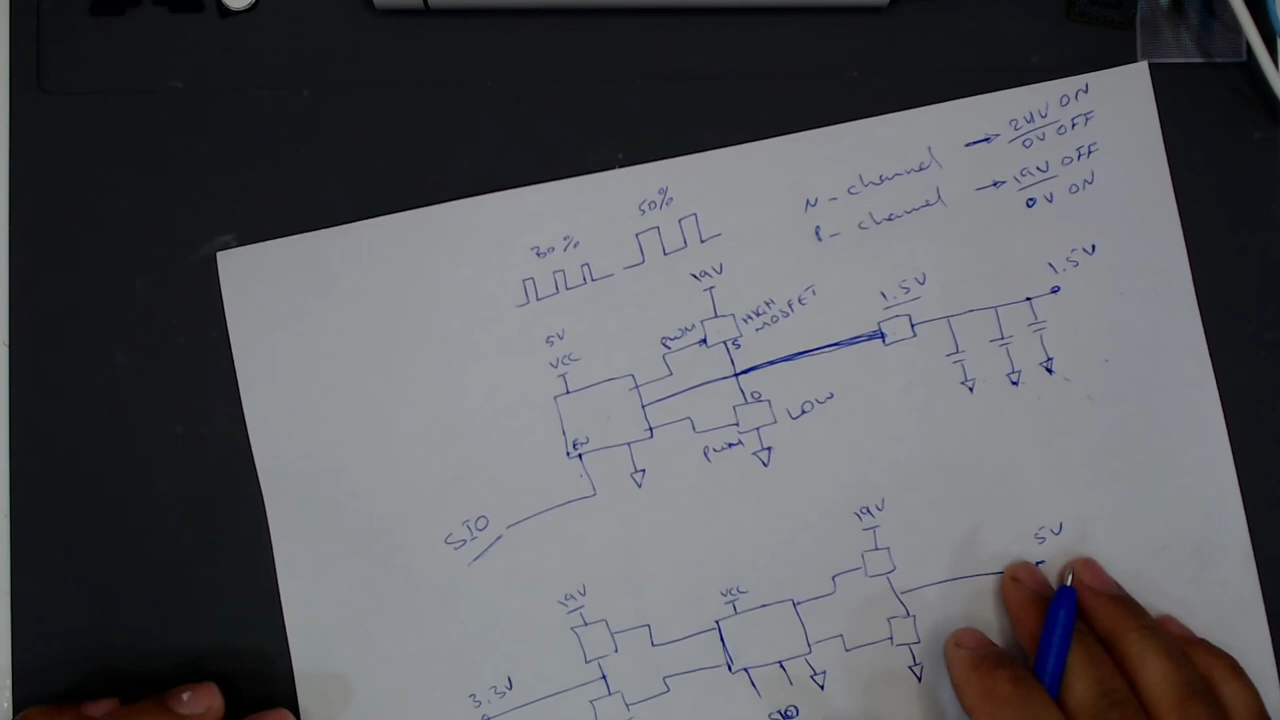 N-channel → 24V ON
0V OFF
P-channel → 19V OFF
0V ON
30%
50%
19V
HIGH
MOSFET
PWM
S
5V
VCC
1.5V
1.5V
D
LOW
PWM
EN
SIO
19V
5V
19V
VCC
3.3V
SIO